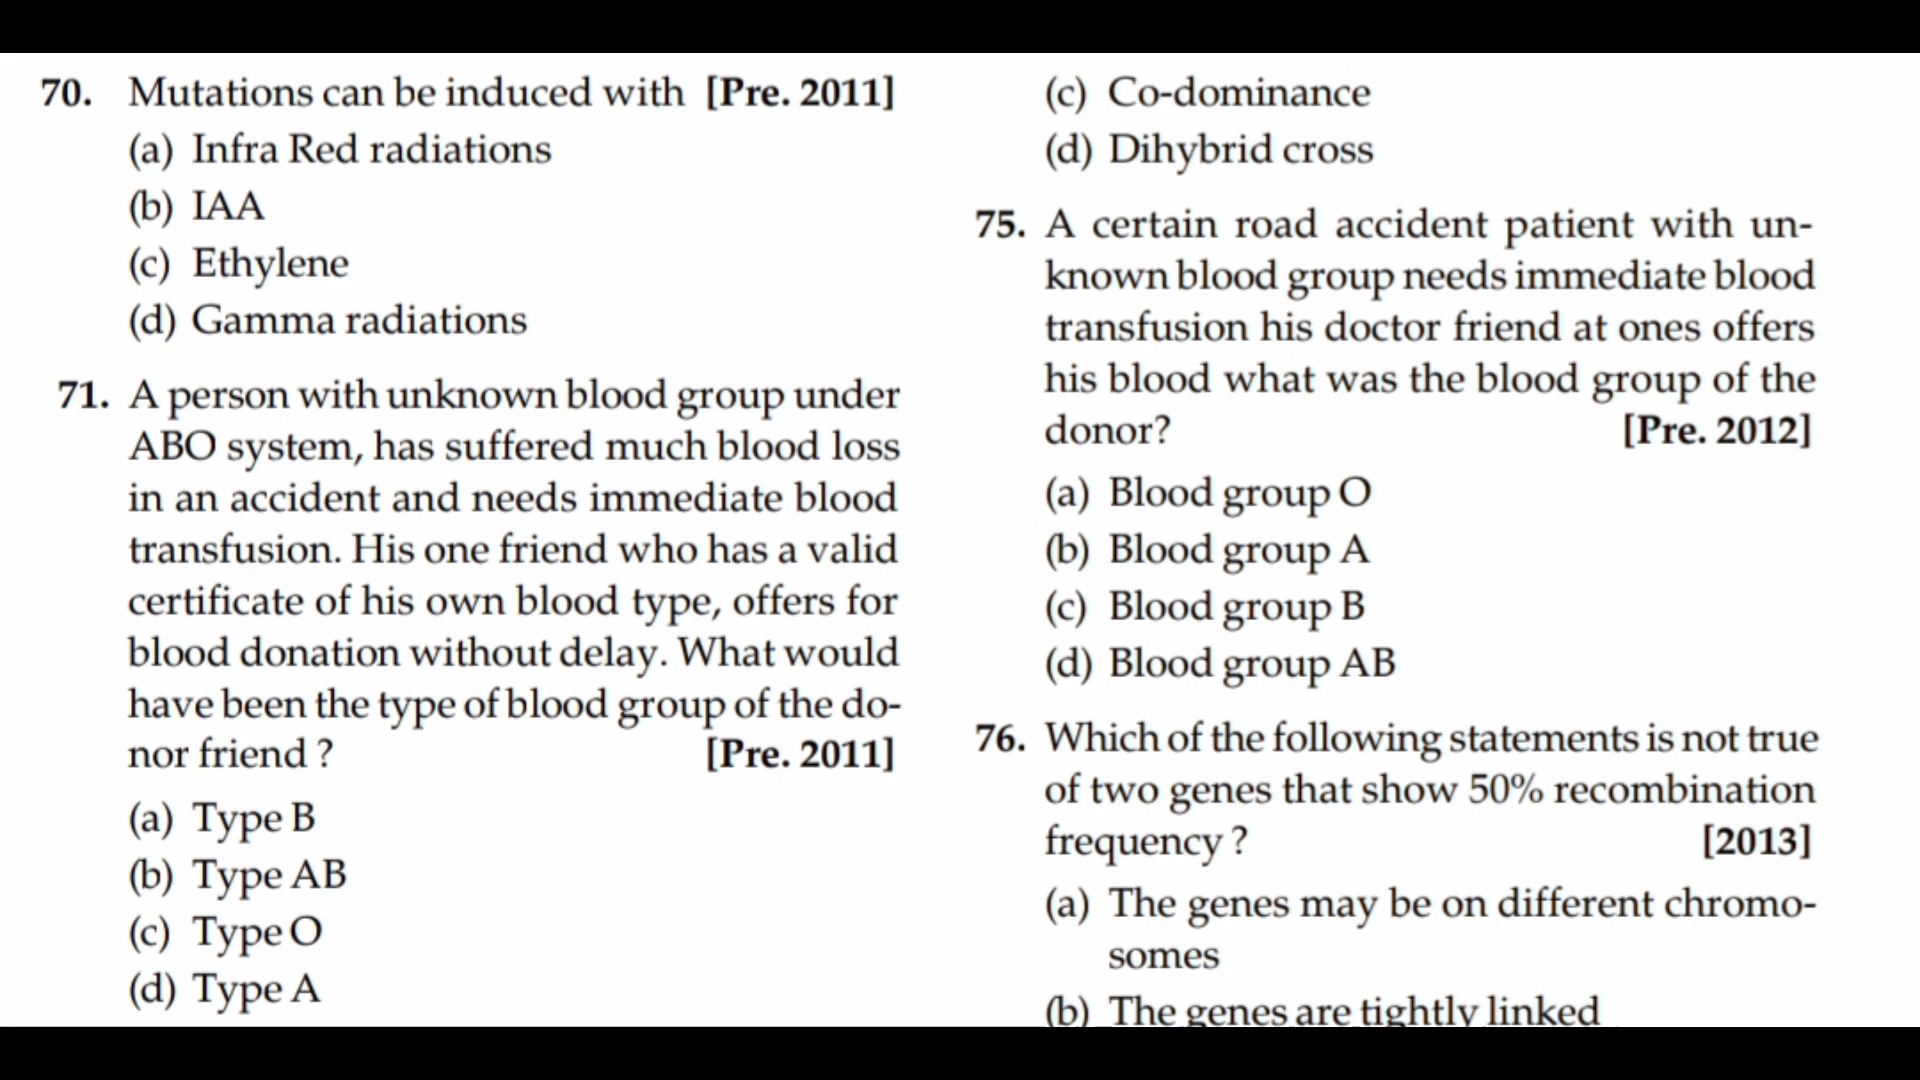 70. Mutations can be induced with [Pre. 2011]
(a) Infra Red radiations
(b) IAA
(c) Ethylene
(d) Gamma radiations
71. A person with unknown blood group under
ABO system, has suffered much blood loss
in an accident and needs immediate blood
transfusion. His one friend who has a valid
certificate of his own blood type, offers for
blood donation without delay. What would
have been the type of blood group of the do-
nor friend ? [Pre. 2011]
(a) Type B
(b) Type AB
(c) Type O
(d) Type A
(c) Co-dominance
(d) Dihybrid cross
75. A certain road accident patient with un-
known blood group needs immediate blood
transfusion his doctor friend at ones offers
his blood what was the blood group of the
donor? [Pre. 2012]
(a) Blood group O
(b) Blood group A
(c) Blood group B
(d) Blood group AB
76. Which of the following statements is not true
of two genes that show 50% recombination
frequency ? [2013]
(a) The genes may be on different chromo-
somes
(b) The genes are tightly linked